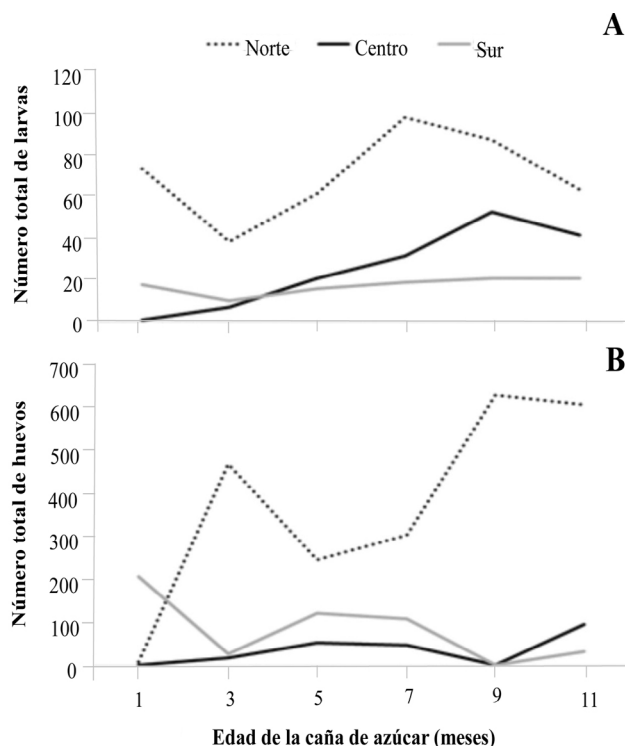 A
Norte Centro Sur
Número total de larvas
120
100
80
60
40
20
0
B
Número total de huevos
700
600
500
400
300
200
100
0
1 3 5 7 9 11
Edad de la caña de azúcar (meses)